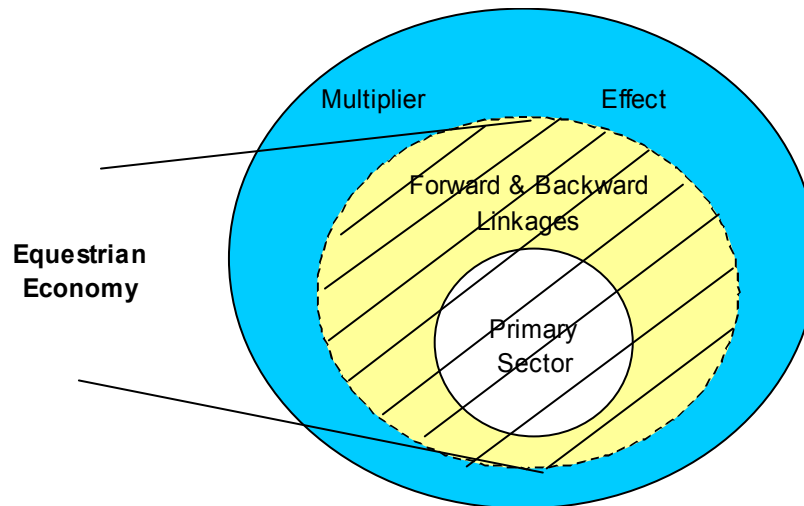 Multiplier Effect
Forward & Backward
Linkages
Equestrian
Economy
Primary
Sector